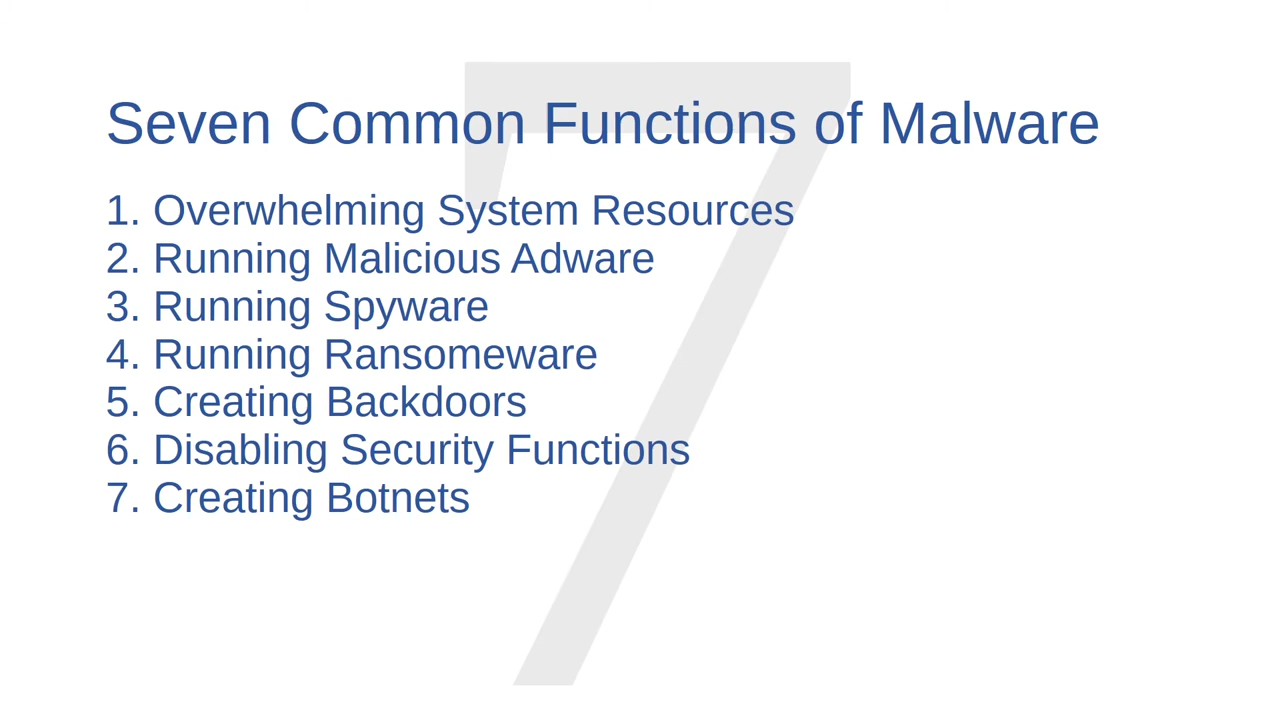 Seven Common Functions of Malware
1. Overwhelming System Resources
2. Running Malicious Adware
3. Running Spyware
4. Running Ransomeware
5. Creating Backdoors
6. Disabling Security Functions
7. Creating Botnets
7